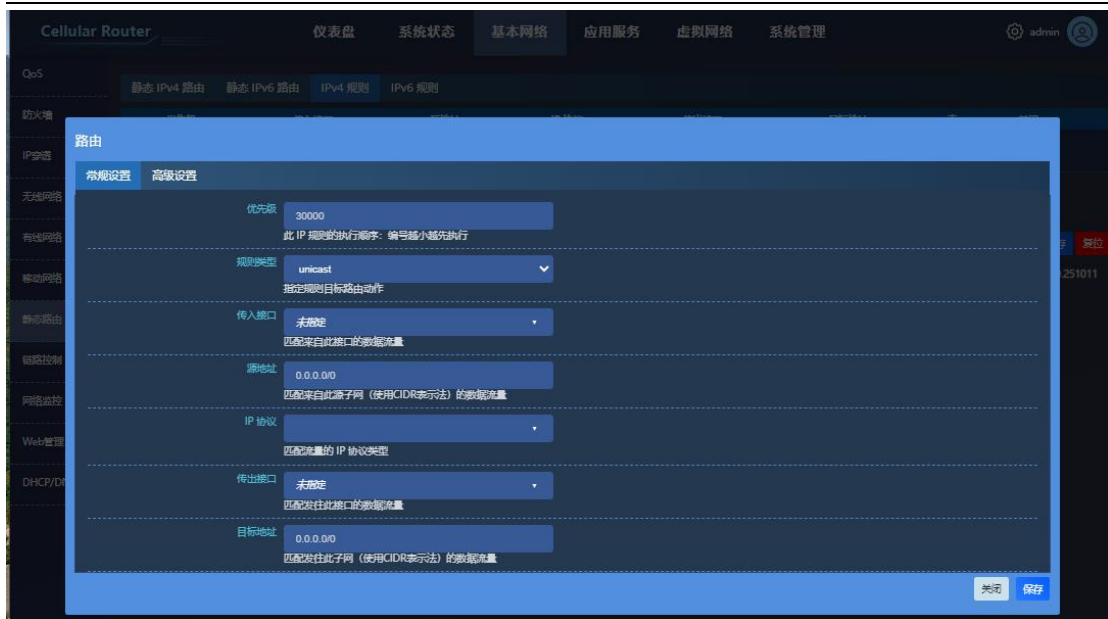 Cellular Router 仪表盘 系统状态 基本网络 应用服务 虚拟网络 系统管理 admin
QoS
静态 IPv4 路由 静态 IPv6 路由 IPv4 规则 IPv6 规则
防火墙
IP穿透
无线网络
有线网络
移动网络
静态路由
链路控制
网络监控
Web管理
DHCP/DN
复位
.251011
路由
常规设置 高级设置
优先级 30000
此 IP 规则的执行顺序：编号越小越先执行
规则类型 unicast
指定规则目标路由动作
传入接口 未指定
匹配来自此接口的数据流量
源地址 0.0.0.0/0
匹配来自此源子网（使用CIDR表示法）的数据流量
IP 协议
匹配流量的 IP 协议类型
传出接口 未指定
匹配发往此接口的数据流量
目标地址 0.0.0.0/0
匹配发往此子网（使用CIDR表示法）的数据流量
关闭 保存